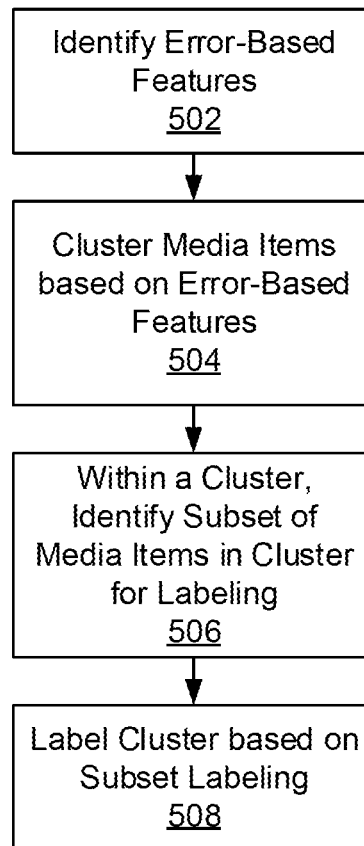 Identify Error-Based
Features
502
Cluster Media Items
based on Error-Based
Features
504
Within a Cluster,
Identify Subset of
Media Items in Cluster
for Labeling
506
Label Cluster based on
Subset Labeling
508